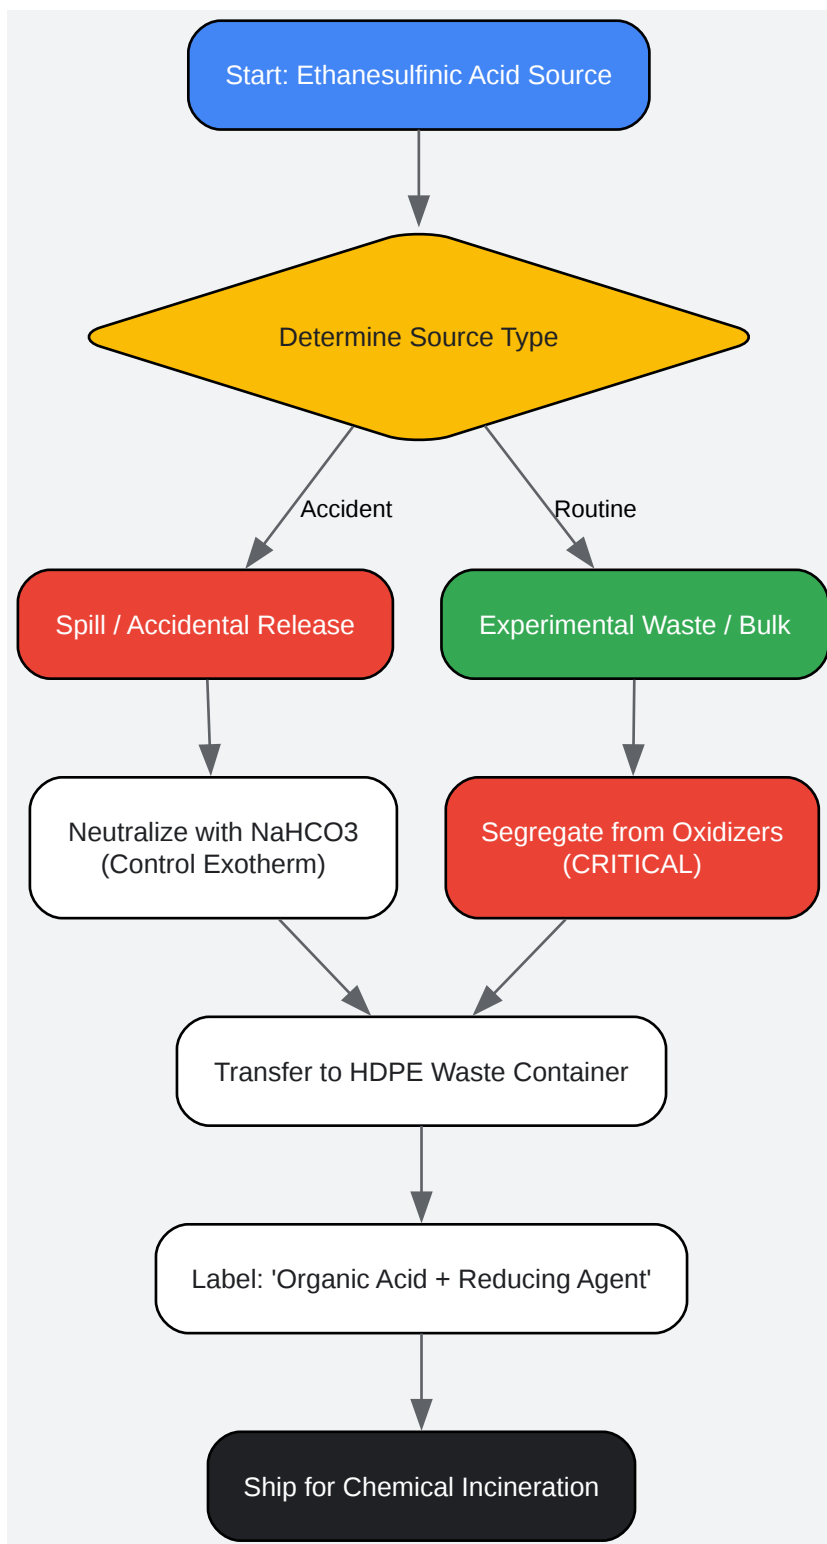 Start: Ethanesulfinic Acid Source
Determine Source Type
Accident
Routine
Spill / Accidental Release
Experimental Waste / Bulk
Neutralize with NaHCO3
(Control Exotherm)
Segregate from Oxidizers
(CRITICAL)
Transfer to HDPE Waste Container
Label: 'Organic Acid + Reducing Agent'
Ship for Chemical Incineration